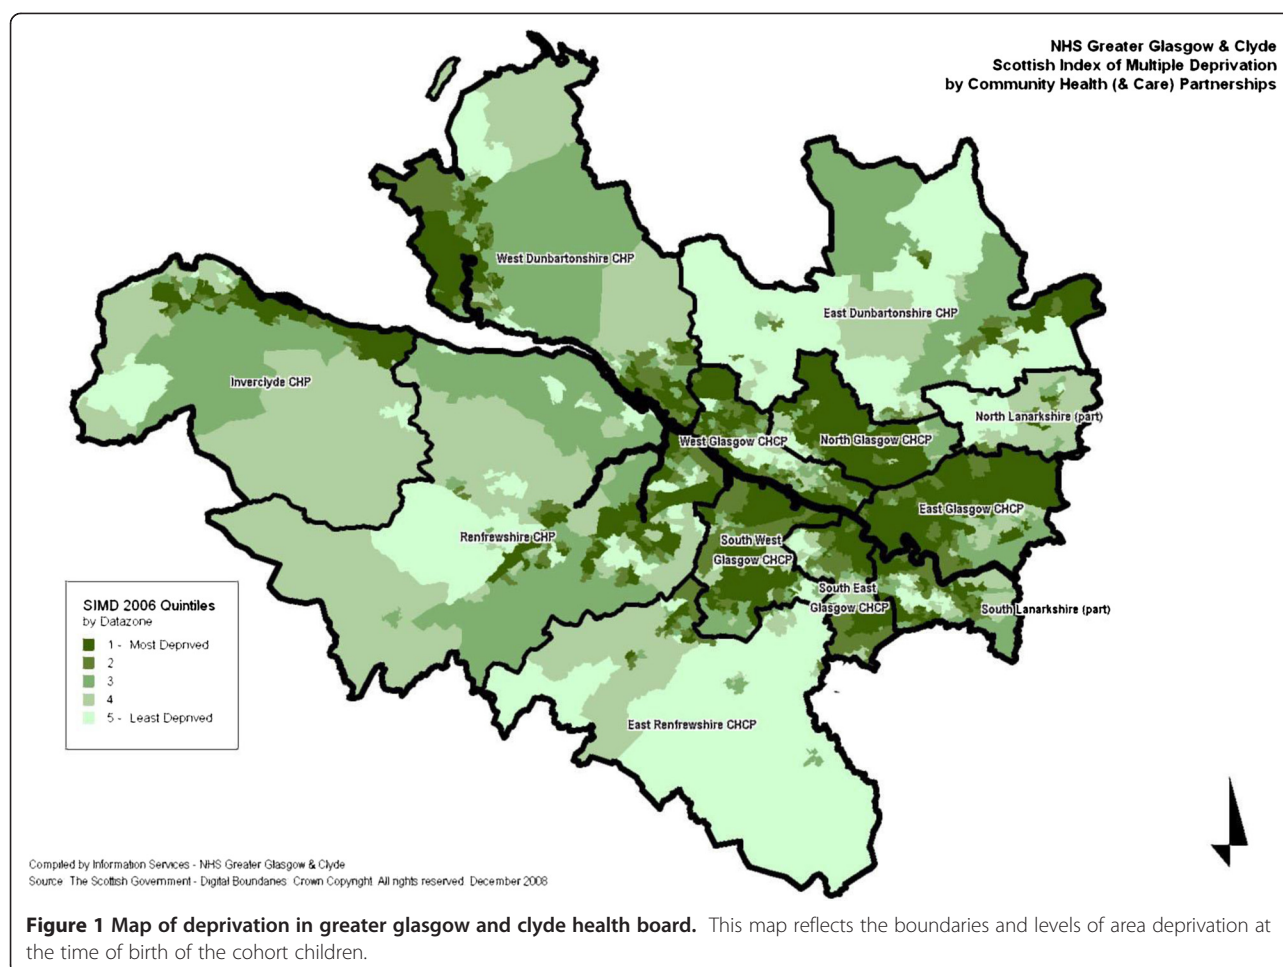 NHS Greater Glasgow & Clyde
Scottish Index of Multiple Deprivation
by Community Health (& Care) Partnerships
West Dunbartonshire CHP
East Dunbartonshire CHP
Inverclyde CHP
North Lanarkshire (part)
West Glasgow CHCP
North Glasgow CHCP
East Glasgow CHCP
Renfrewshire CHP
South West
Glasgow CHCP
South East
Glasgow CHCP
South Lanarkshire (part)
East Renfrewshire CHCP
SIMD 2006 Quintiles
by Datazone
1 - Most Deprived
2
3
4
5 - Least Deprived
Compiled by Information Services - NHS Greater Glasgow & Clyde
Source The Scottish Government - Digital Boundaries Crown Copyright All rights reserved December 2008
Figure 1 Map of deprivation in greater glasgow and clyde health board. This map reflects the boundaries and levels of area deprivation at
the time of birth of the cohort children.